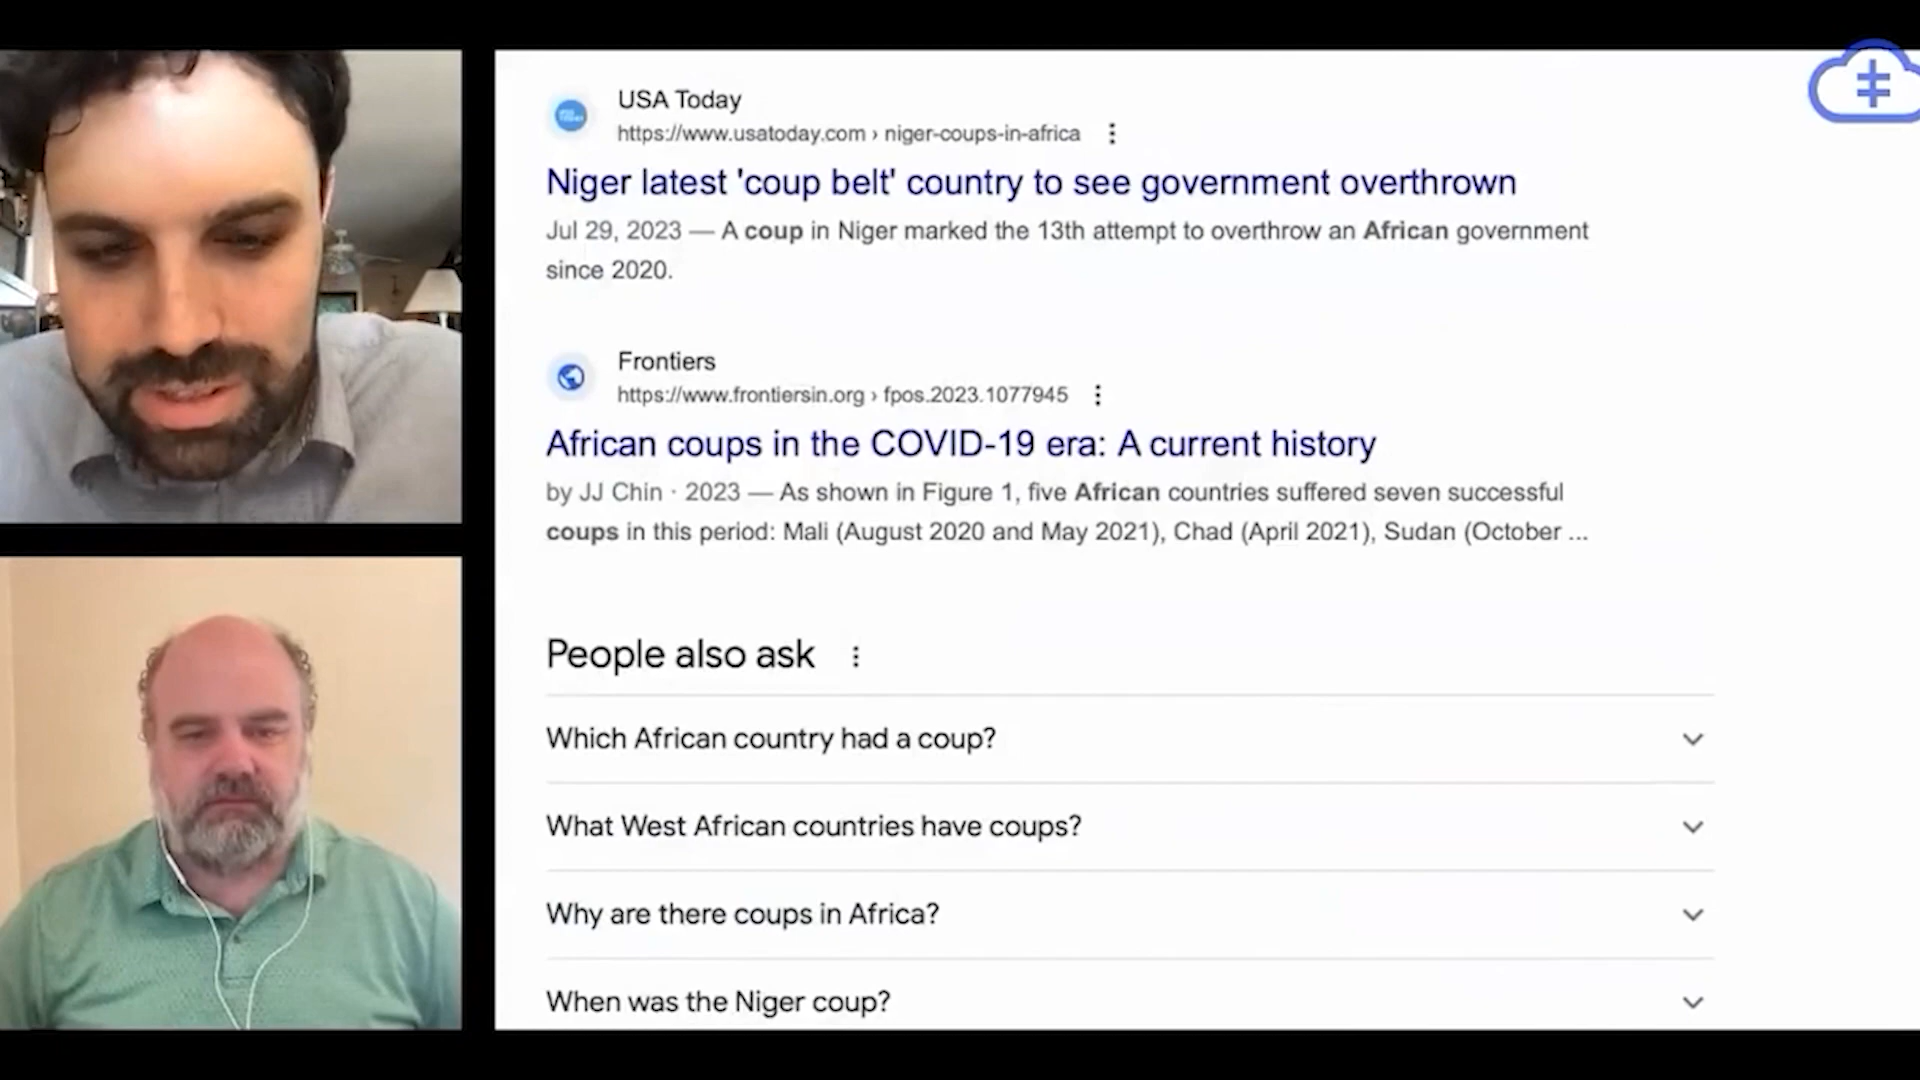 USA Today
https://www.usatoday.com › niger-coups-in-africa
Niger latest 'coup belt' country to see government overthrown
Jul 29, 2023 — A coup in Niger marked the 13th attempt to overthrow an African government
since 2020.
Frontiers
https://www.frontiersin.org › fpos.2023.1077945
African coups in the COVID-19 era: A current history
by JJ Chin · 2023 — As shown in Figure 1, five African countries suffered seven successful
coups in this period: Mali (August 2020 and May 2021), Chad (April 2021), Sudan (October ...
People also ask
Which African country had a coup?
What West African countries have coups?
Why are there coups in Africa?
When was the Niger coup?